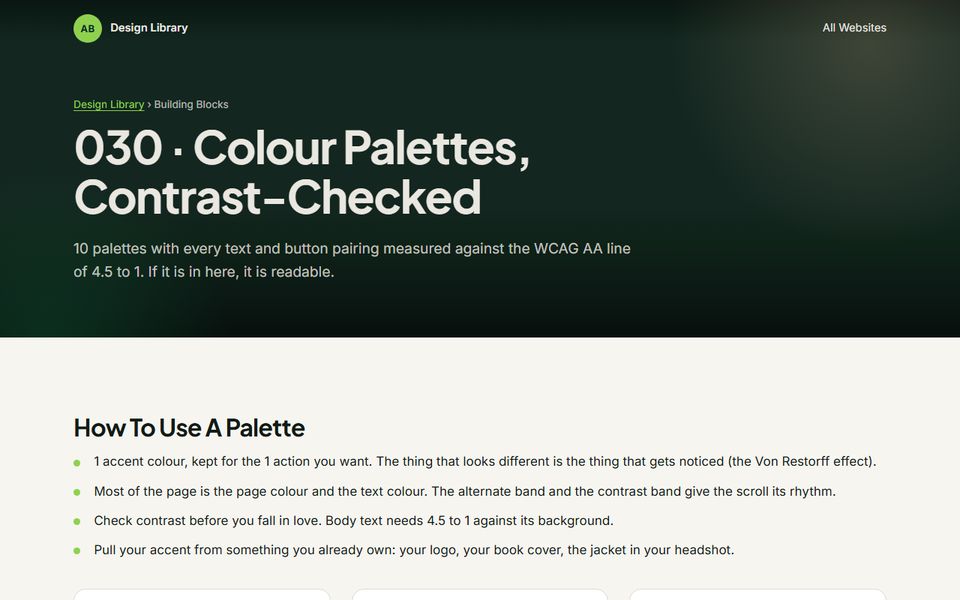 AB
Design Library
All Websites
Design Library › Building Blocks
030 · Colour Palettes,
Contrast-Checked
10 palettes with every text and button pairing measured against the WCAG AA line
of 4.5 to 1. If it is in here, it is readable.
How To Use A Palette
1 accent colour, kept for the 1 action you want. The thing that looks different is the thing that gets noticed (the Von Restorff effect).
Most of the page is the page colour and the text colour. The alternate band and the contrast band give the scroll its rhythm.
Check contrast before you fall in love. Body text needs 4.5 to 1 against its background.
Pull your accent from something you already own: your logo, your book cover, the jacket in your headshot.